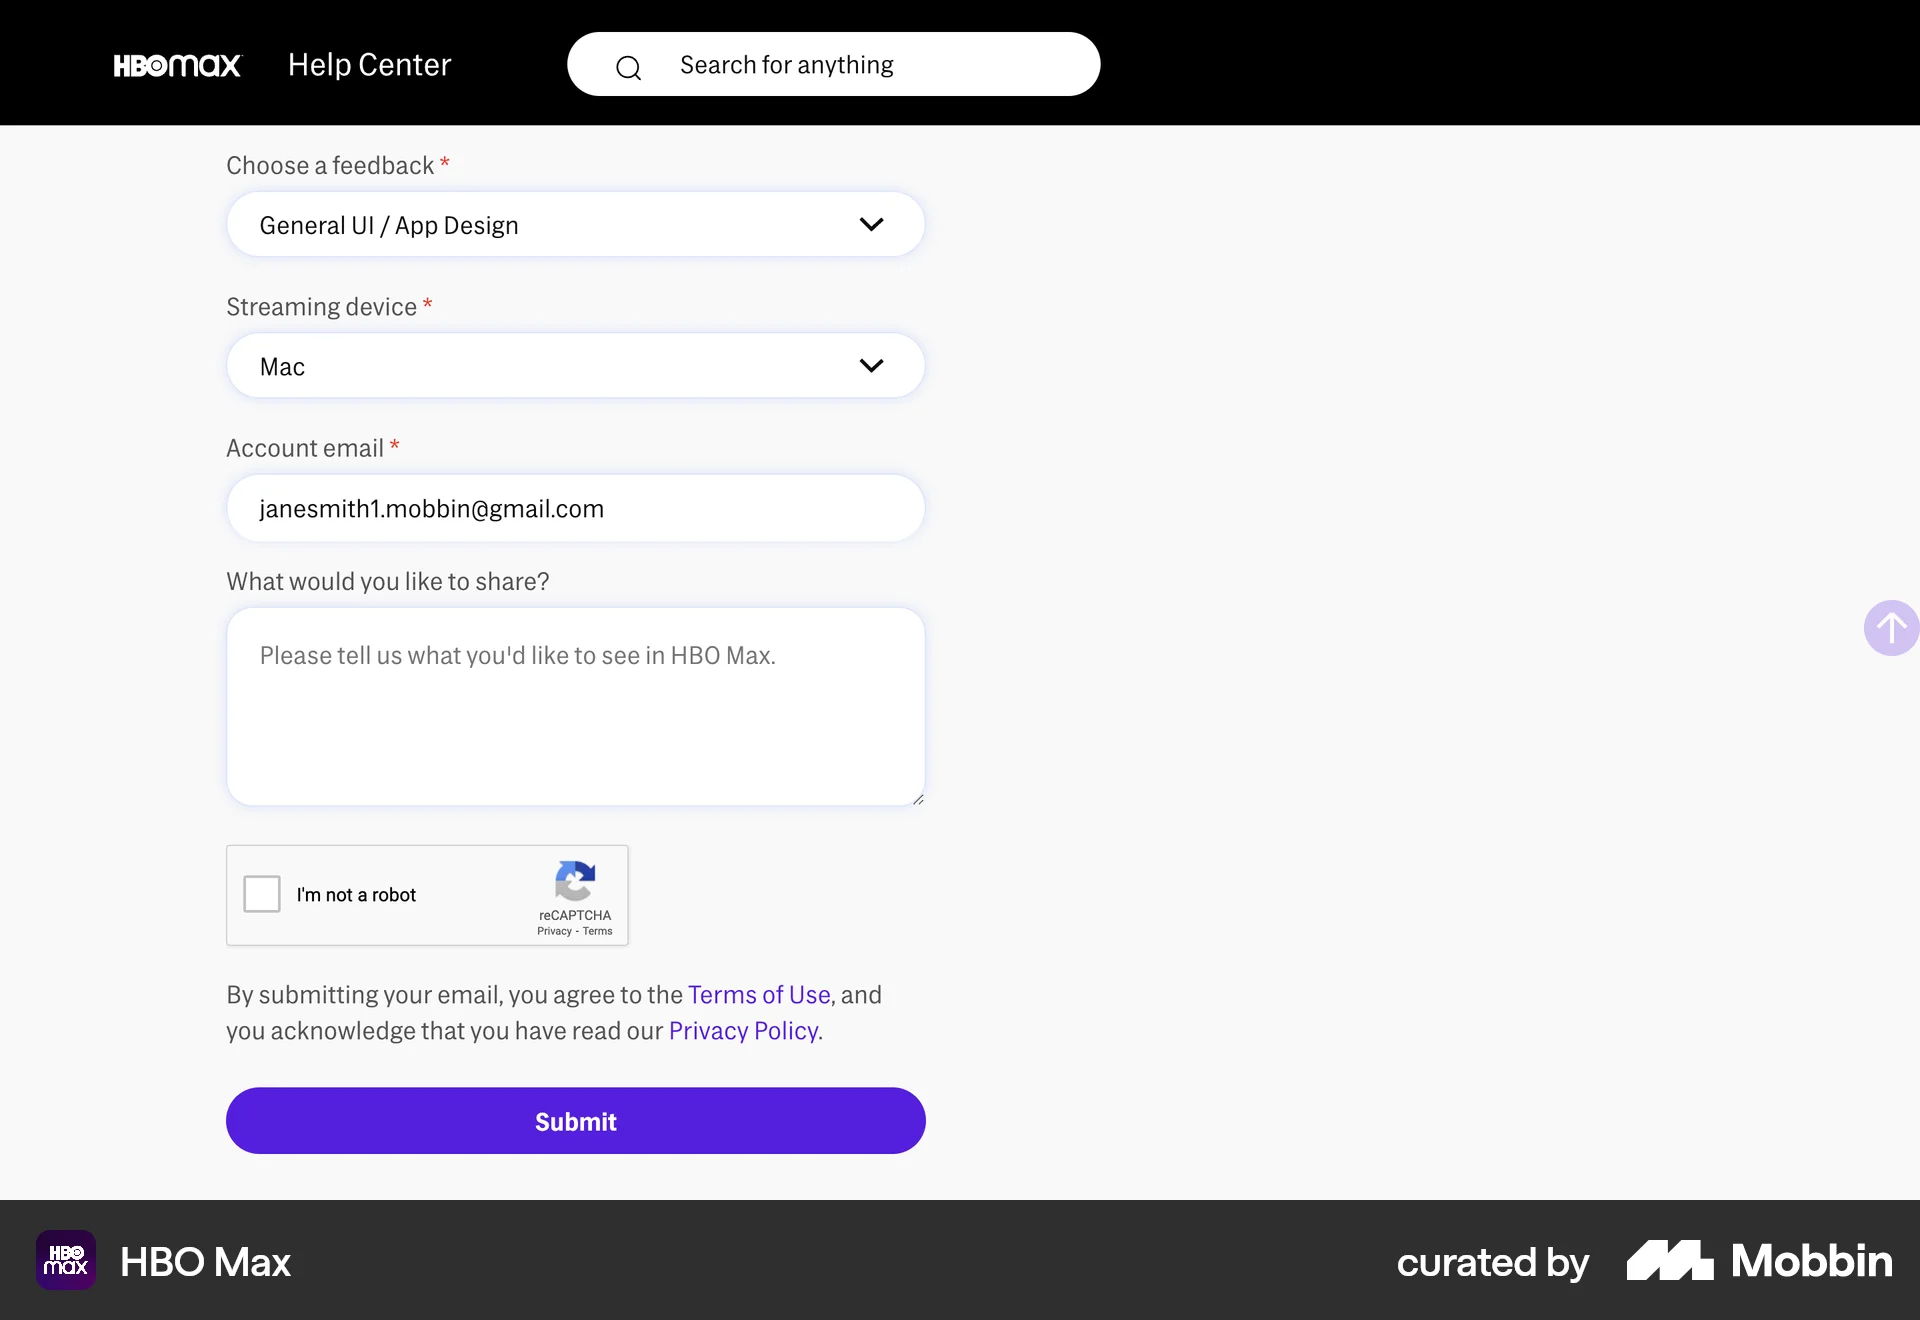 HBOMAX
Help Center
Search for anything
Choose a feedback *
General UI / App Design
Streaming device *
Mac
Account email *
janesmith1.mobbin@gmail.com
What would you like to share?
Please tell us what you'd like to see in HBO Max.
I'm not a robot
reCAPTCHA
Privacy - Terms
By submitting your email, you agree to the Terms of Use, and
you acknowledge that you have read our Privacy Policy.
Submit
HBO
max
HBO Max
curated by
Mobbin